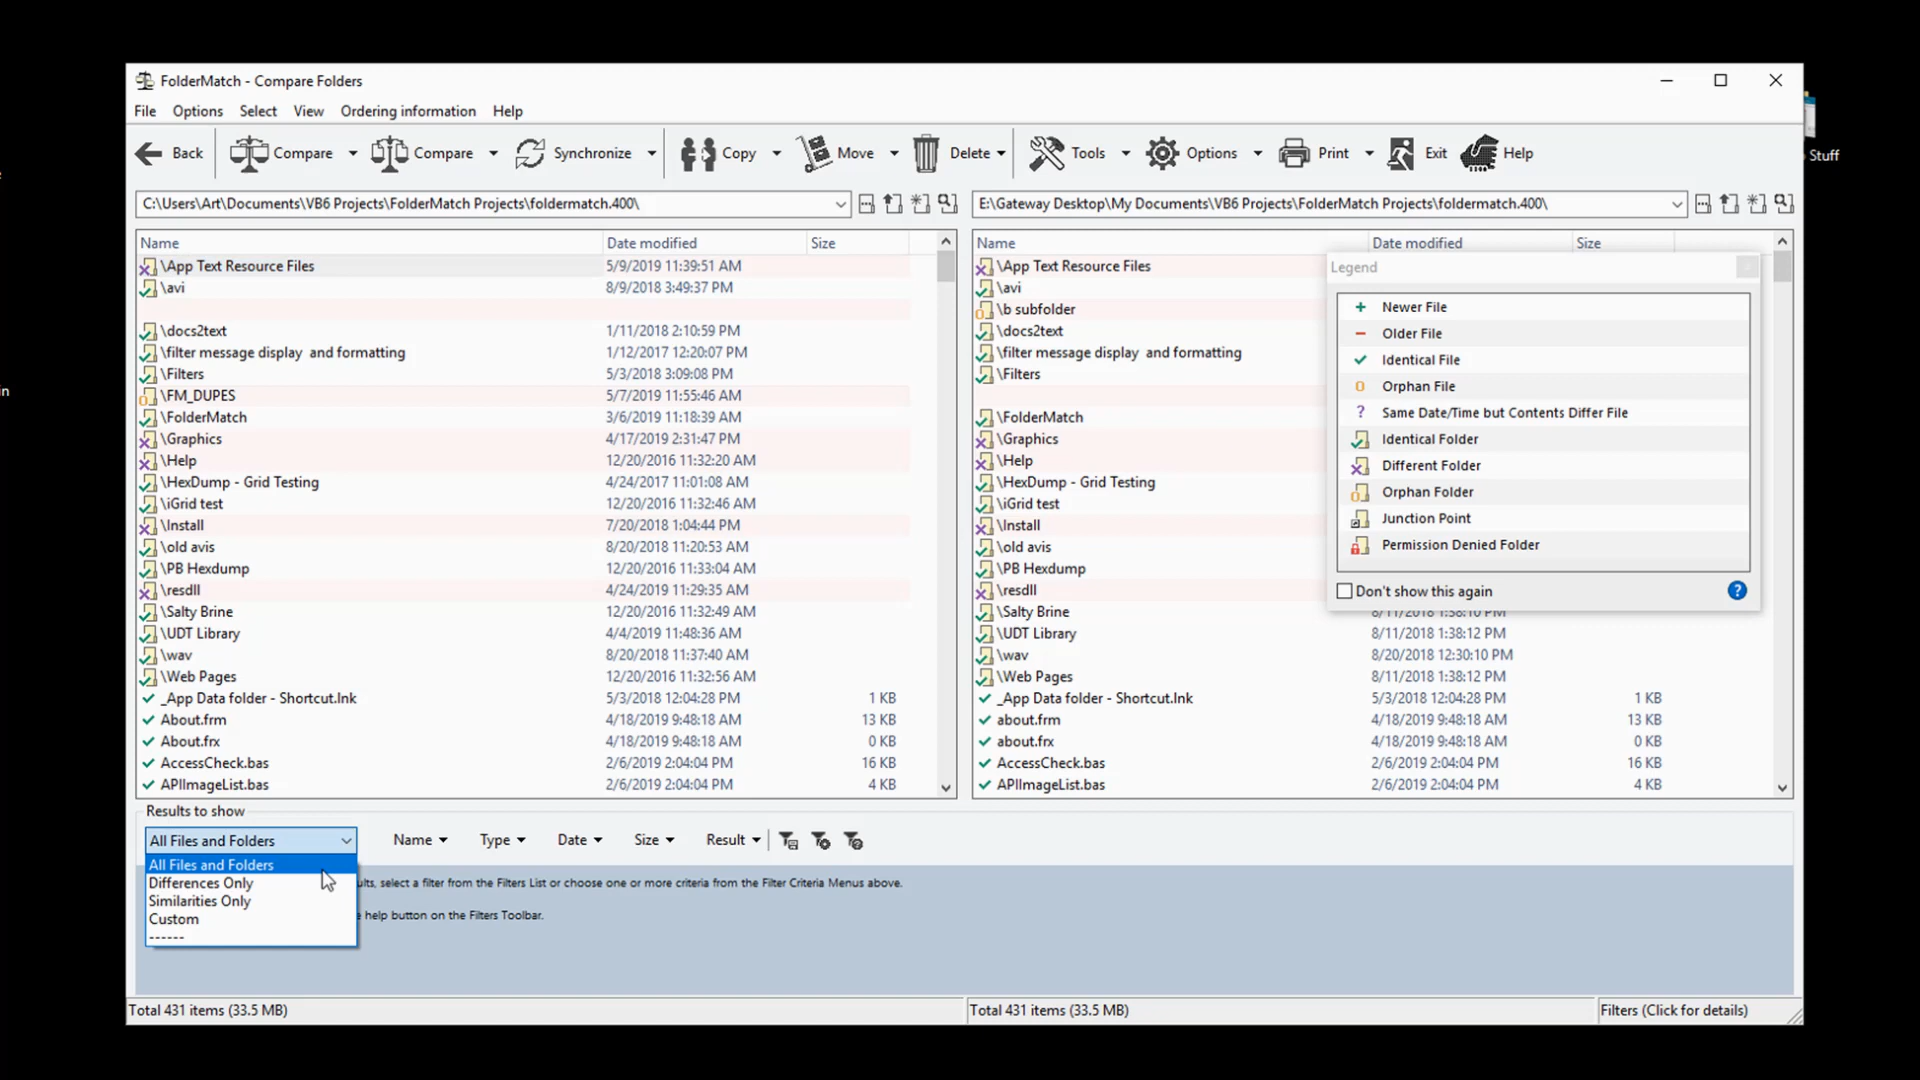 FolderMatch - Compare Folders
File Options Select View Ordering information Help
Back Compare Compare Synchronize Copy Move Delete Tools Options Print Exit Help
Stuff
C:\Users\Art\Documents\VB6 Projects\FolderMatch Projects\foldermatch.400\
E:\Gateway Desktop\My Documents\VB6 Projects\FolderMatch Projects\foldermatch.400\
Name Date modified Size
\App Text Resource Files 5/9/2019 11:39:51 AM
\avi 8/9/2018 3:49:37 PM
\docs2text 1/11/2018 2:10:59 PM
\filter message display and formatting 1/12/2017 12:20:07 PM
\Filters 5/3/2018 3:09:08 PM
\FM_DUPES 5/7/2019 11:55:46 AM
\FolderMatch 3/6/2019 11:18:39 AM
\Graphics 4/17/2019 2:31:47 PM
\Help 12/20/2016 11:32:20 AM
\HexDump - Grid Testing 4/24/2017 11:01:08 AM
\iGrid test 12/20/2016 11:32:46 AM
\Install 7/20/2018 1:04:44 PM
\old avis 8/20/2018 11:20:53 AM
\PB Hexdump 12/20/2016 11:33:04 AM
\resdll 4/24/2019 11:29:35 AM
\Salty Brine 12/20/2016 11:32:49 AM
\UDT Library 4/4/2019 11:48:36 AM
\wav 8/20/2018 11:37:40 AM
\Web Pages 12/20/2016 11:32:56 AM
_App Data folder - Shortcut.lnk 5/3/2018 12:04:28 PM 1 KB
About.frm 4/18/2019 9:48:18 AM 13 KB
About.frx 4/18/2019 9:48:18 AM 0 KB
AccessCheck.bas 2/6/2019 2:04:04 PM 16 KB
APIImageList.bas 2/6/2019 2:04:04 PM 4 KB
Name Date modified Size
\App Text Resource Files
\avi
\b subfolder
\docs2text
\filter message display and formatting
\Filters
\FolderMatch
\Graphics
\Help
\HexDump - Grid Testing
\iGrid test
\Install
\old avis
\PB Hexdump
\resdll
\Salty Brine 8/11/2018 1:38:10 PM
\UDT Library 8/11/2018 1:38:12 PM
\wav 8/20/2018 12:30:10 PM
\Web Pages 8/11/2018 1:38:12 PM
_App Data folder - Shortcut.lnk 5/3/2018 12:04:28 PM 1 KB
about.frm 4/18/2019 9:48:18 AM 13 KB
about.frx 4/18/2019 9:48:18 AM 0 KB
AccessCheck.bas 2/6/2019 2:04:04 PM 16 KB
APIImageList.bas 2/6/2019 2:04:04 PM 4 KB
Legend
+ Newer File
− Older File
Identical File
0 Orphan File
? Same Date/Time but Contents Differ File
Identical Folder
Different Folder
Orphan Folder
Junction Point
Permission Denied Folder
Don't show this again ?
in
Results to show
All Files and Folders Name Type Date Size Result
All Files and Folders
Differences Only
Similarities Only
Custom
------
ults, select a filter from the Filters List or choose one or more criteria from the Filter Criteria Menus above.
help button on the Filters Toolbar.
Total 431 items (33.5 MB) Total 431 items (33.5 MB) Filters (Click for details)